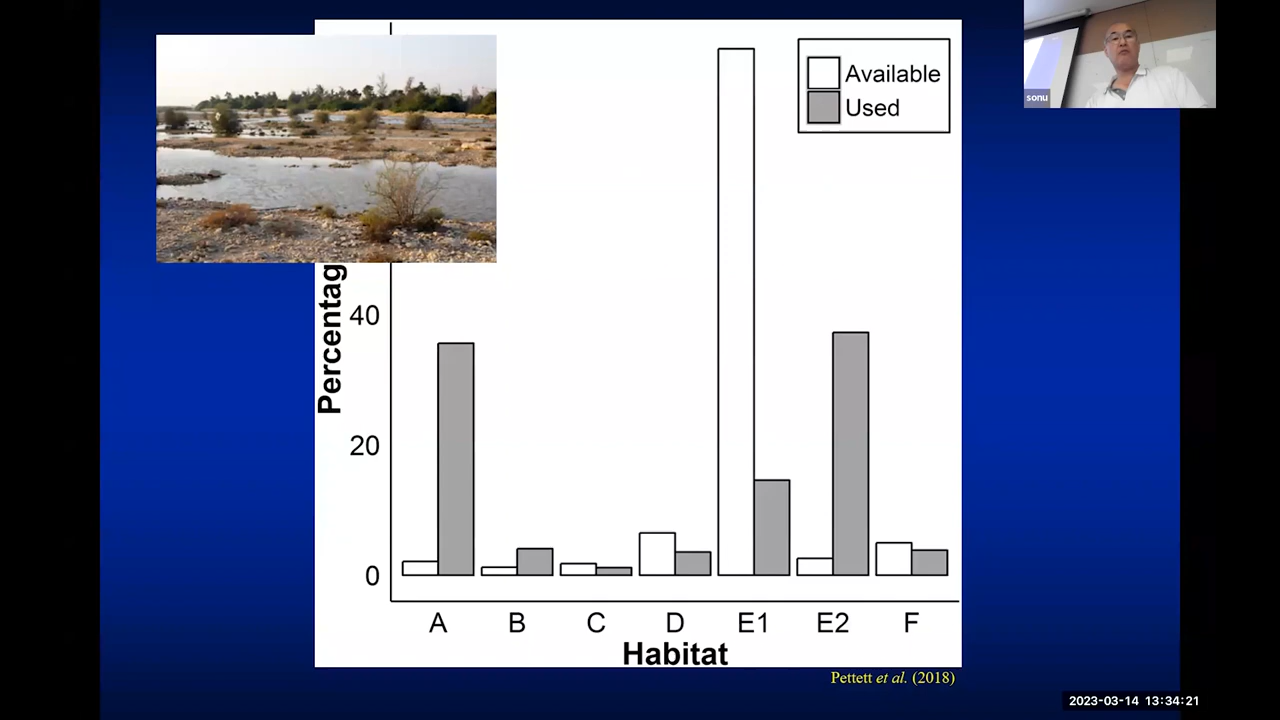 sonu
Available
Used
Percentag
40
20
0
A B C D E1 E2 F
Habitat
Pettett et al. (2018)
2023-03-14 13:34:21